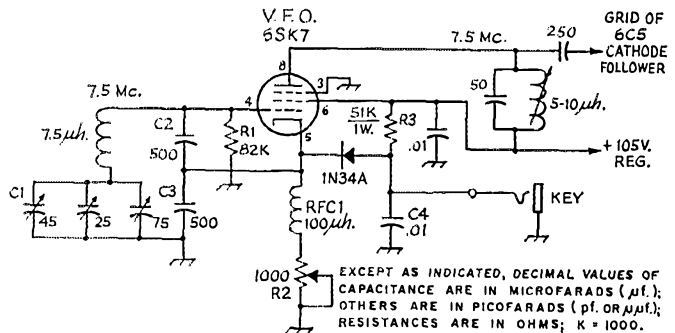 V.F.O.
6SK7
7.5 Mc.
250
GRID OF
6C5
CATHODE
FOLLOWER
8
3
4
6
5
7.5 Mc.
7.5µh.
C2
500
R1
82K
51K
1W.
R3
.01
50
5-10µh.
+105V.
REG.
1N34A
C1
45
25
75
C3
500
RFC1
100µh.
C4
.01
KEY
1000
R2
EXCEPT AS INDICATED, DECIMAL VALUES OF
CAPACITANCE ARE IN MICROFARADS (µf.);
OTHERS ARE IN PICOFARADS (pf. OR µµf.);
RESISTANCES ARE IN OHMS; K = 1000.